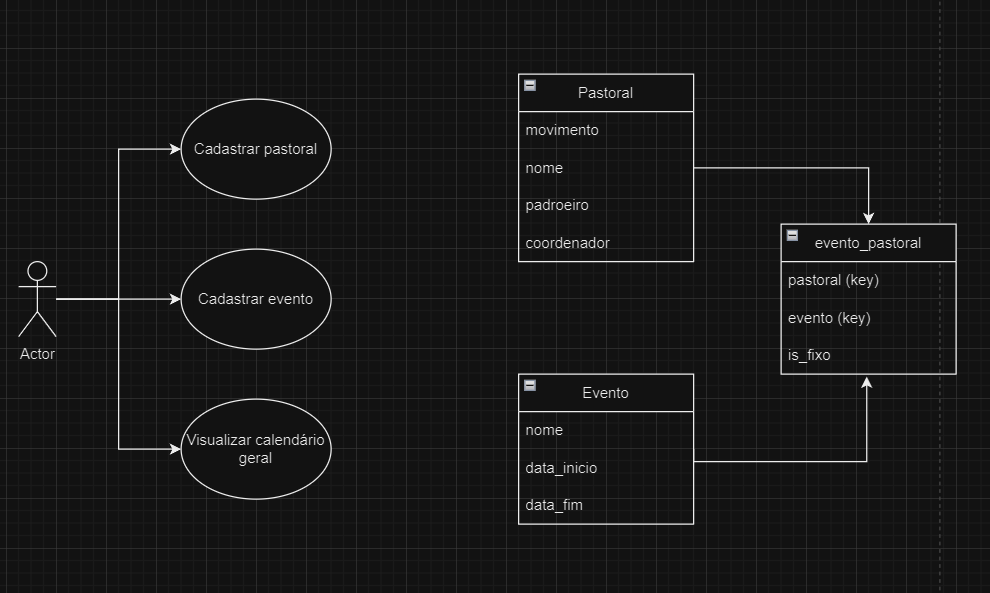 Cadastrar pastoral
Cadastrar evento
Actor
Visualizar calendário
geral
Pastoral
movimento
nome
padroeiro
coordenador
evento_pastoral
pastoral (key)
evento (key)
is_fixo
Evento
nome
data_inicio
data_fim